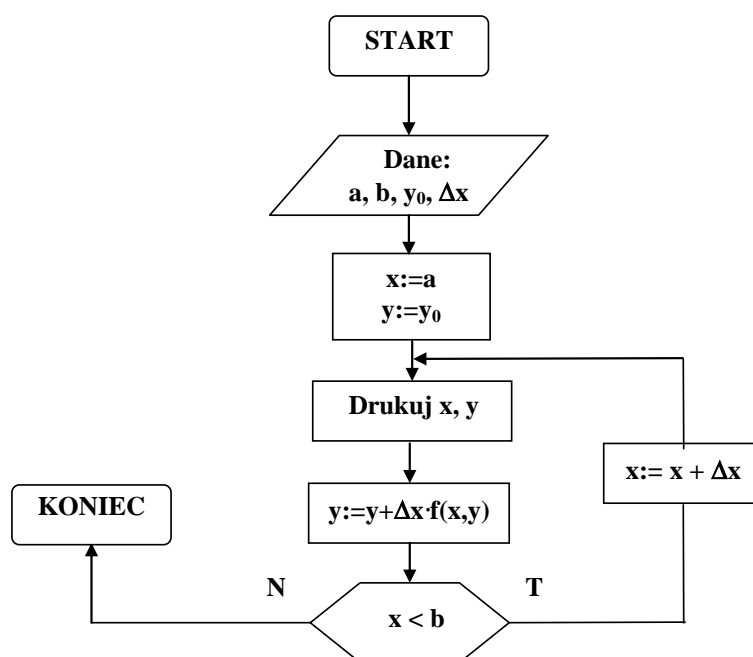 START
Dane:
a, b, y₀, Δx
x:=a
y:=y₀
Drukuj x, y
x:= x + Δx
KONIEC
y:=y+Δx·f(x,y)
N
T
x < b